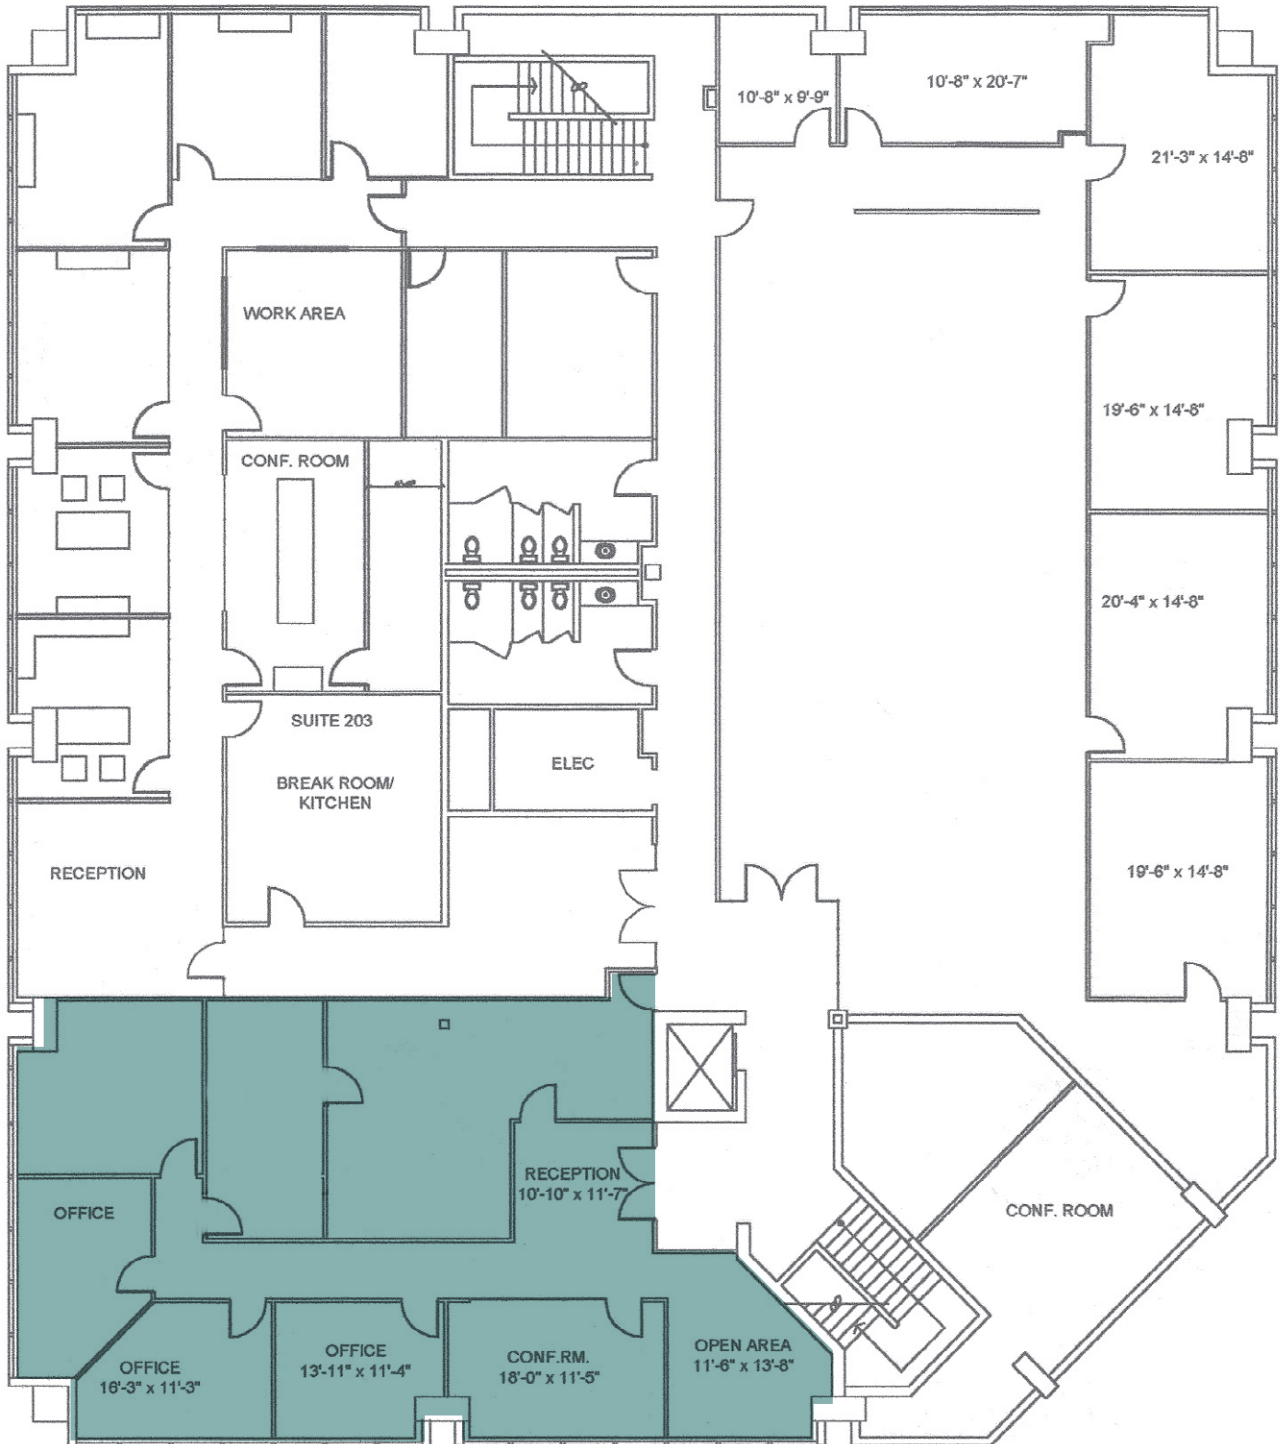 10'-8" x 9'-9"
10'-8" x 20'-7"
21'-3" x 14'-8"
WORK AREA
19'-6" x 14'-8"
CONF. ROOM
20'-4" x 14'-8"
SUITE 203
ELEC
BREAK ROOM/
KITCHEN
RECEPTION
19'-6" x 14'-8"
RECEPTION
10'-10" x 11'-7"
OFFICE
CONF. ROOM
OFFICE
16'-3" x 11'-3"
OFFICE
13'-11" x 11'-4"
CONF.RM.
18'-0" x 11'-5"
OPEN AREA
11'-6" x 13'-8"